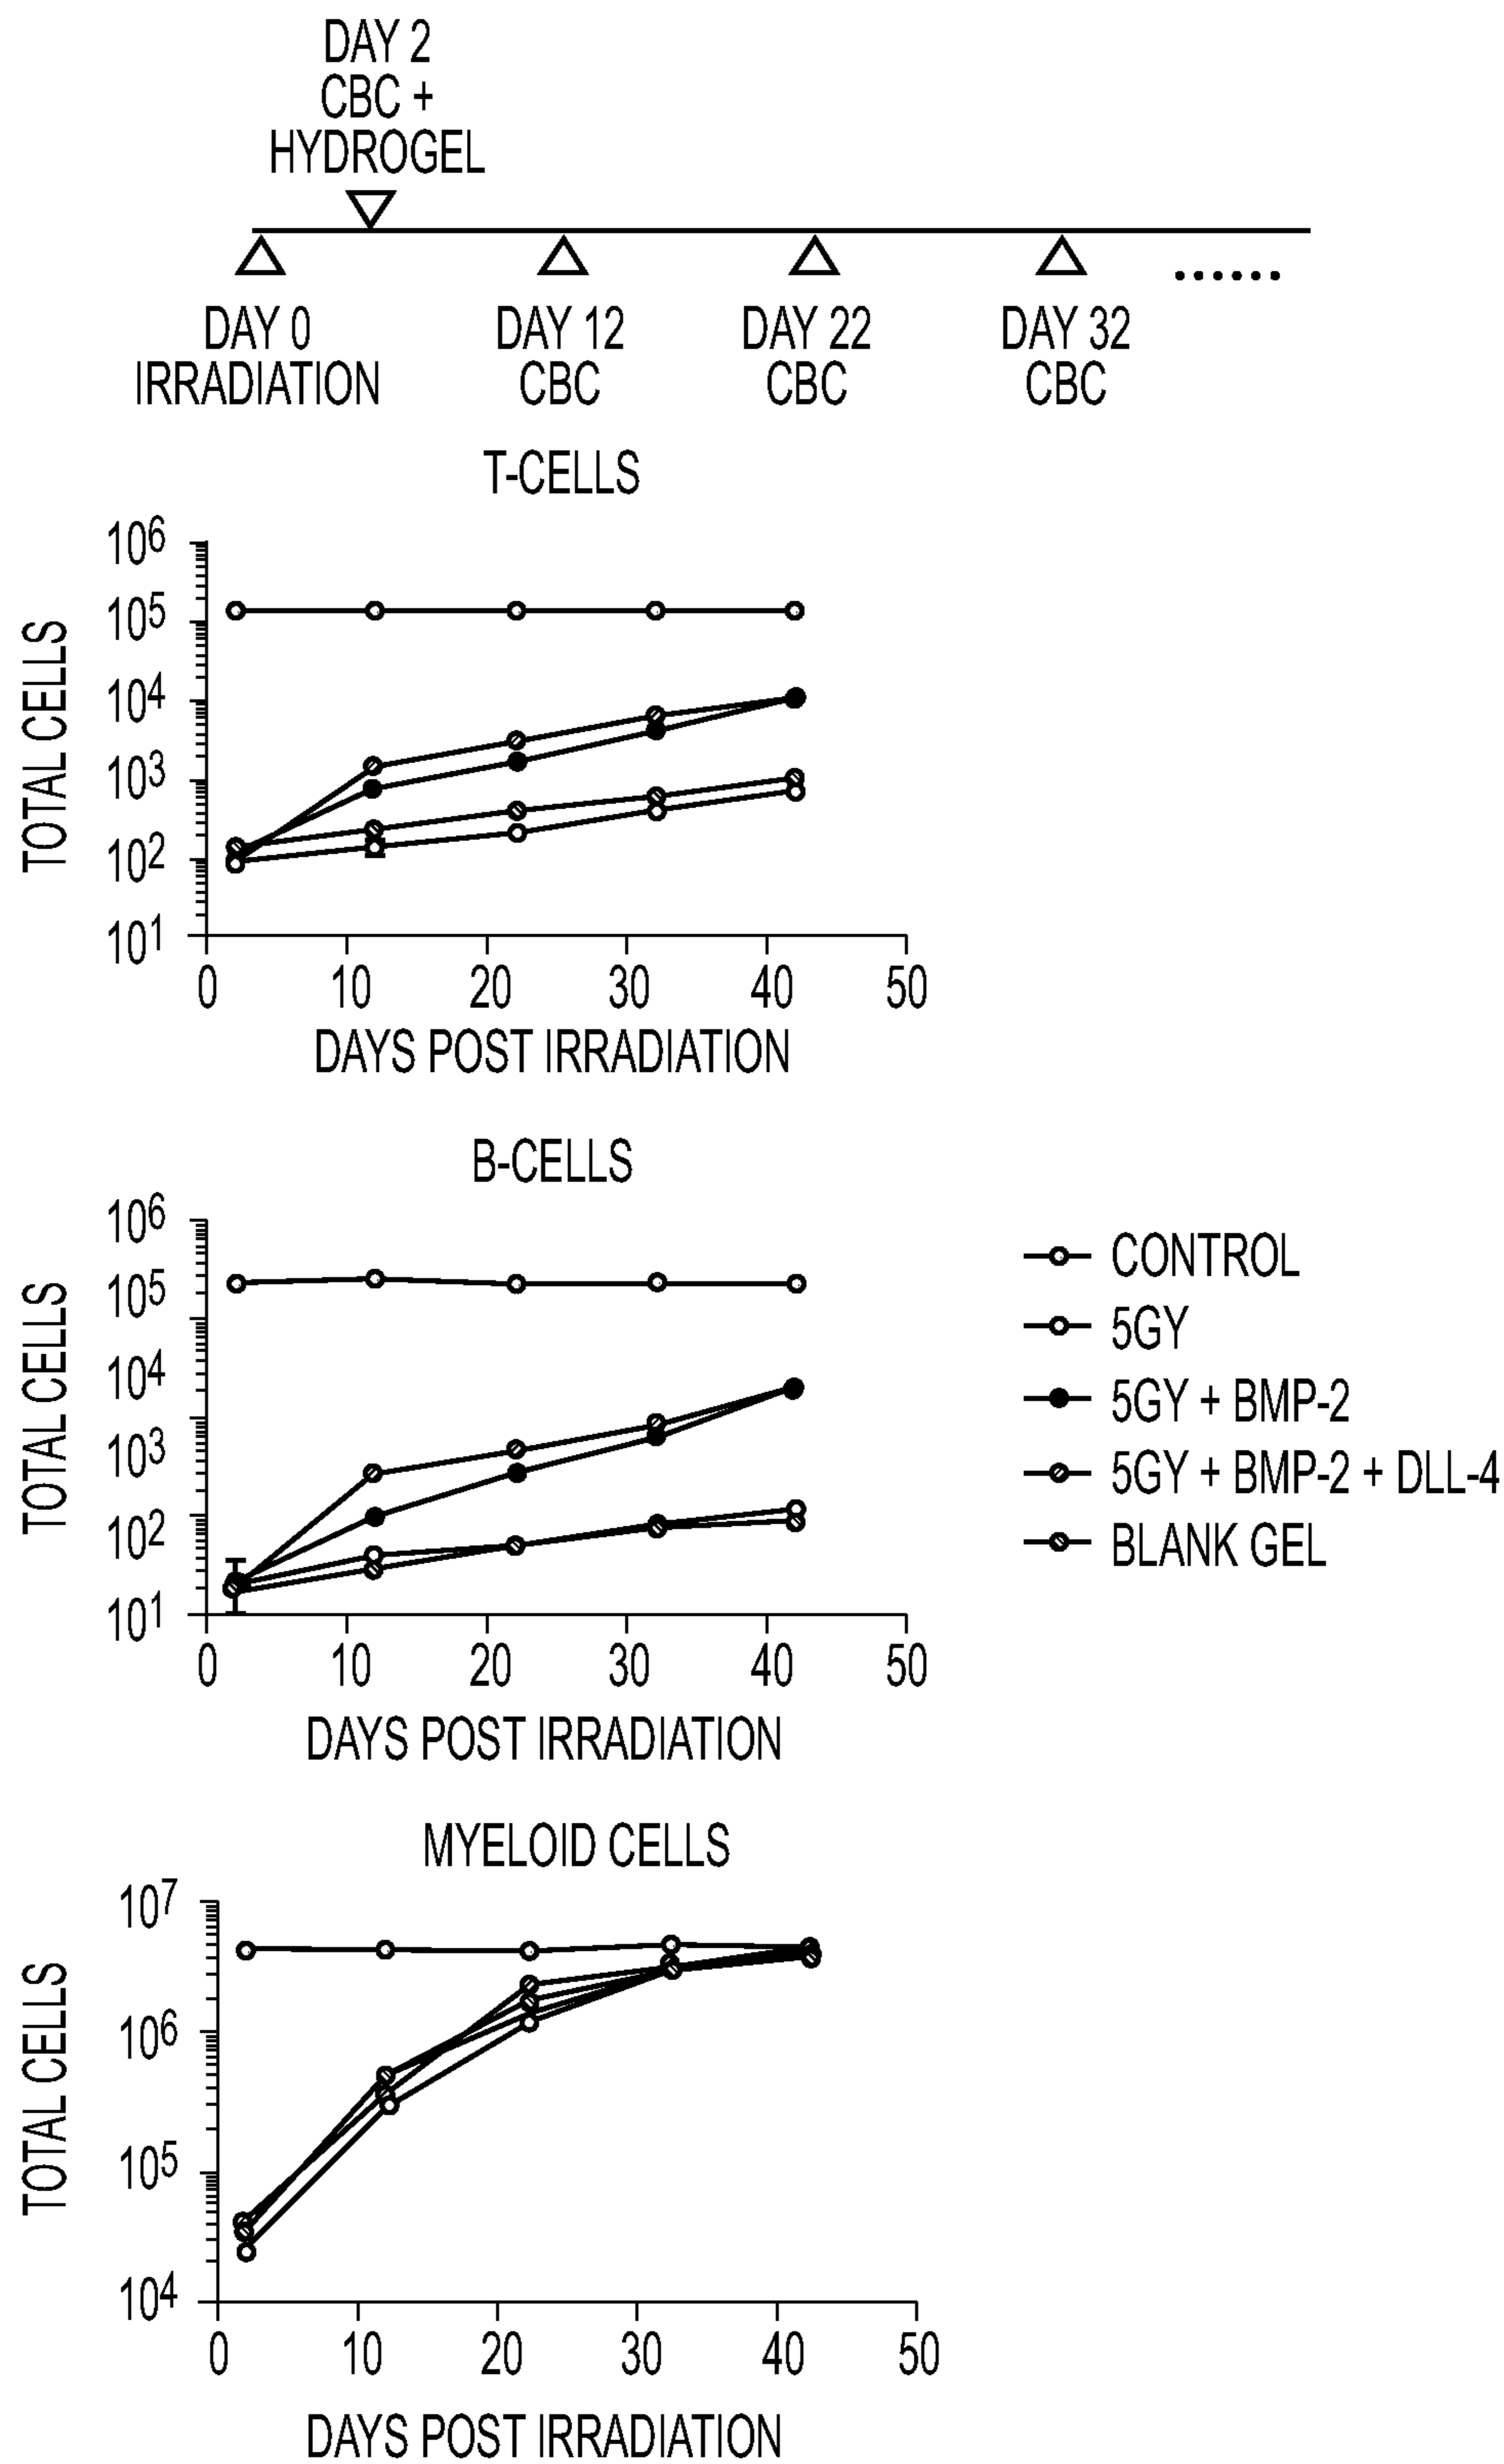 DAY 2
CBC +
HYDROGEL
DAY 0
IRRADIATION
DAY 12
CBC
DAY 22
CBC
DAY 32
CBC
T-CELLS
TOTAL CELLS
10⁶
10⁵
10⁴
10³
10²
10¹
0 10 20 30 40 50
DAYS POST IRRADIATION
B-CELLS
TOTAL CELLS
10⁶
10⁵
10⁴
10³
10²
10¹
0 10 20 30 40 50
DAYS POST IRRADIATION
CONTROL
5GY
5GY + BMP-2
5GY + BMP-2 + DLL-4
BLANK GEL
MYELOID CELLS
TOTAL CELLS
10⁷
10⁶
10⁵
10⁴
0 10 20 30 40 50
DAYS POST IRRADIATION